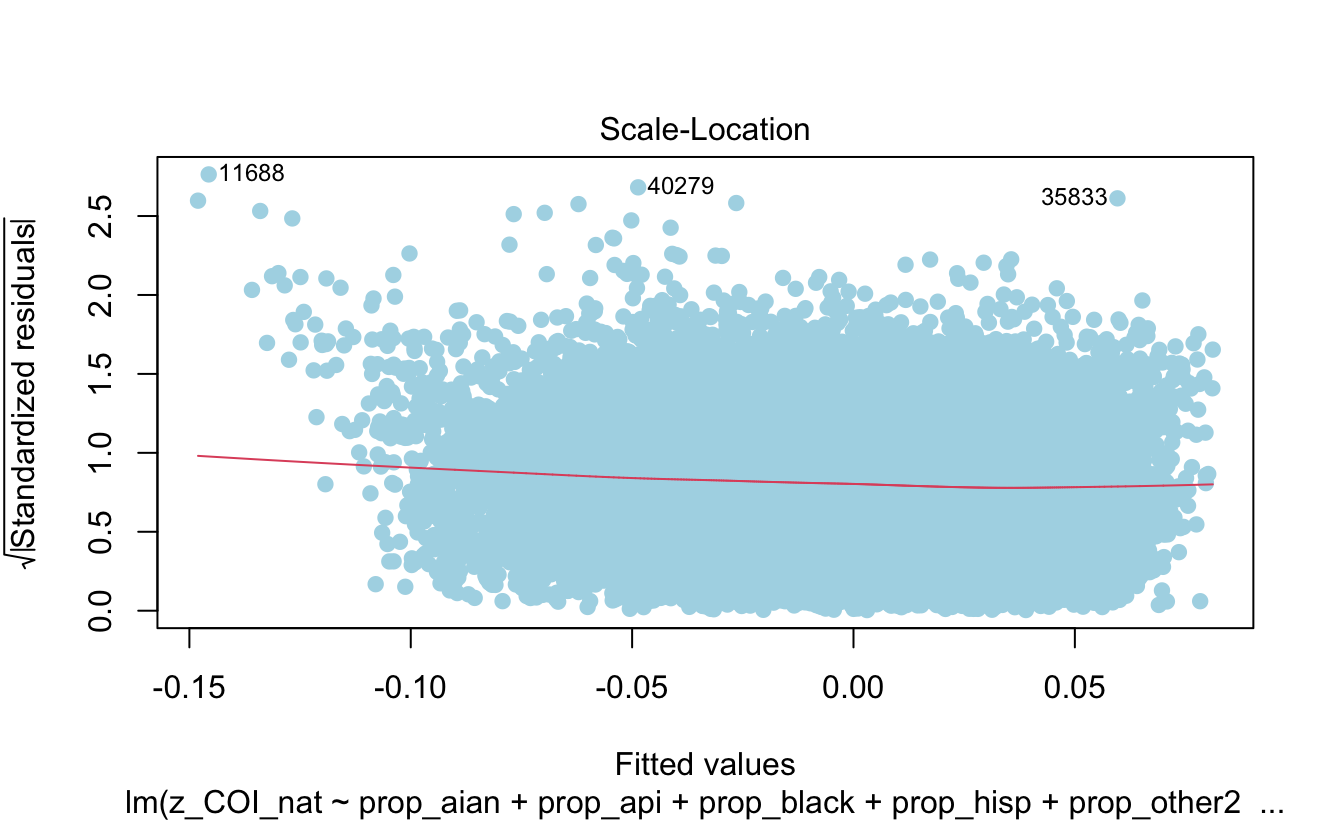 Scale-Location
√|Standardized residuals|
2.5
2.0
1.5
1.0
0.5
0.0
11688
40279
35833
-0.15 -0.10 -0.05 0.00 0.05
Fitted values
lm(z_COI_nat ~ prop_aian + prop_api + prop_black + prop_hisp + prop_other2 ...